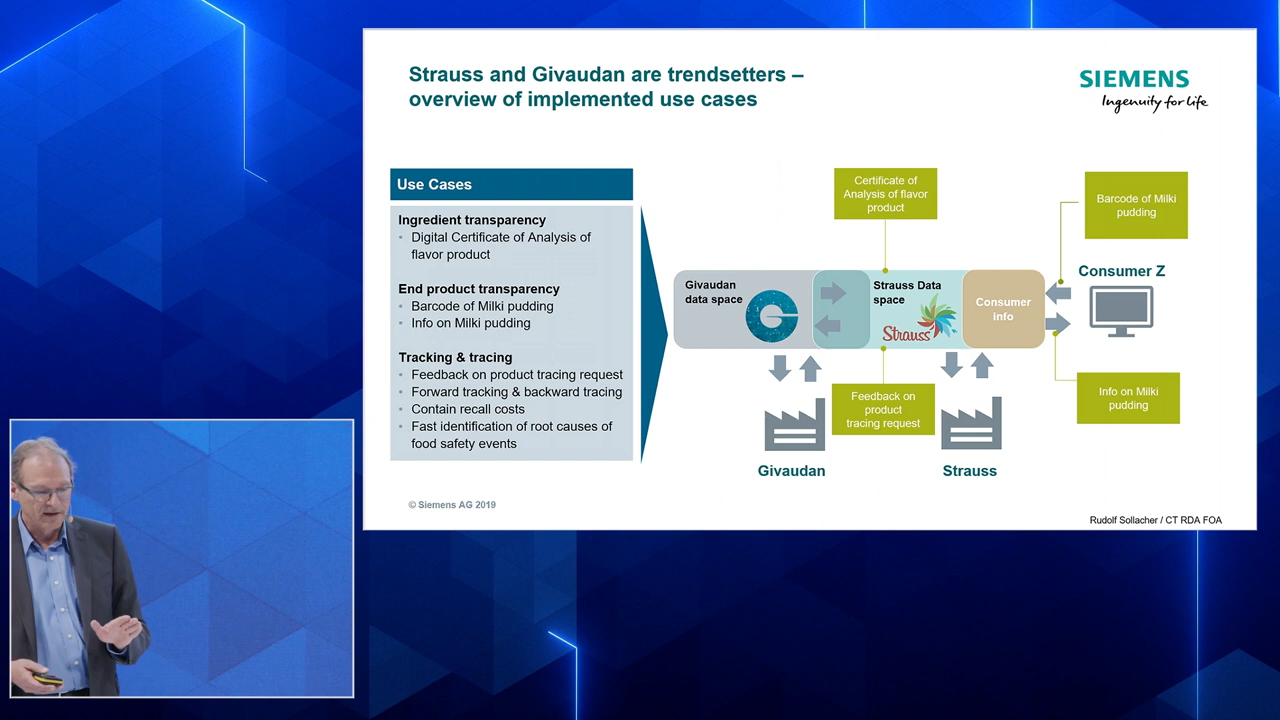 Strauss and Givaudan are trendsetters –
overview of implemented use cases
SIEMENS
Ingenuity for life
Use Cases
Ingredient transparency
• Digital Certificate of Analysis of
flavor product
End product transparency
• Barcode of Milki pudding
• Info on Milki pudding
Tracking & tracing
• Feedback on product tracing request
• Forward tracking & backward tracing
• Contain recall costs
• Fast identification of root causes of
food safety events
Certificate of
Analysis of flavor
product
Barcode of Milki
pudding
Consumer Z
Givaudan
data space
Strauss Data
space
Strauss
Consumer
info
Feedback on
product
tracing request
Info on Milki
pudding
Givaudan
Strauss
© Siemens AG 2019
Rudolf Sollacher / CT RDA FOA